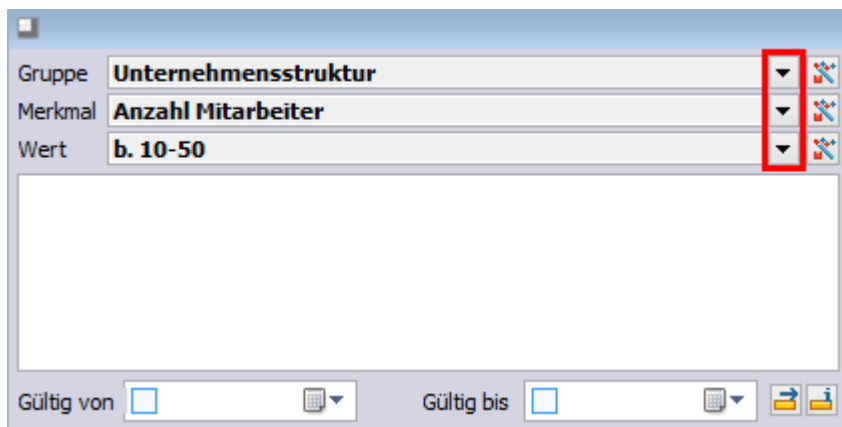 Gruppe Unternehmensstruktur
Merkmal Anzahl Mitarbeiter
Wert b. 10-50
Gültig von Gültig bis